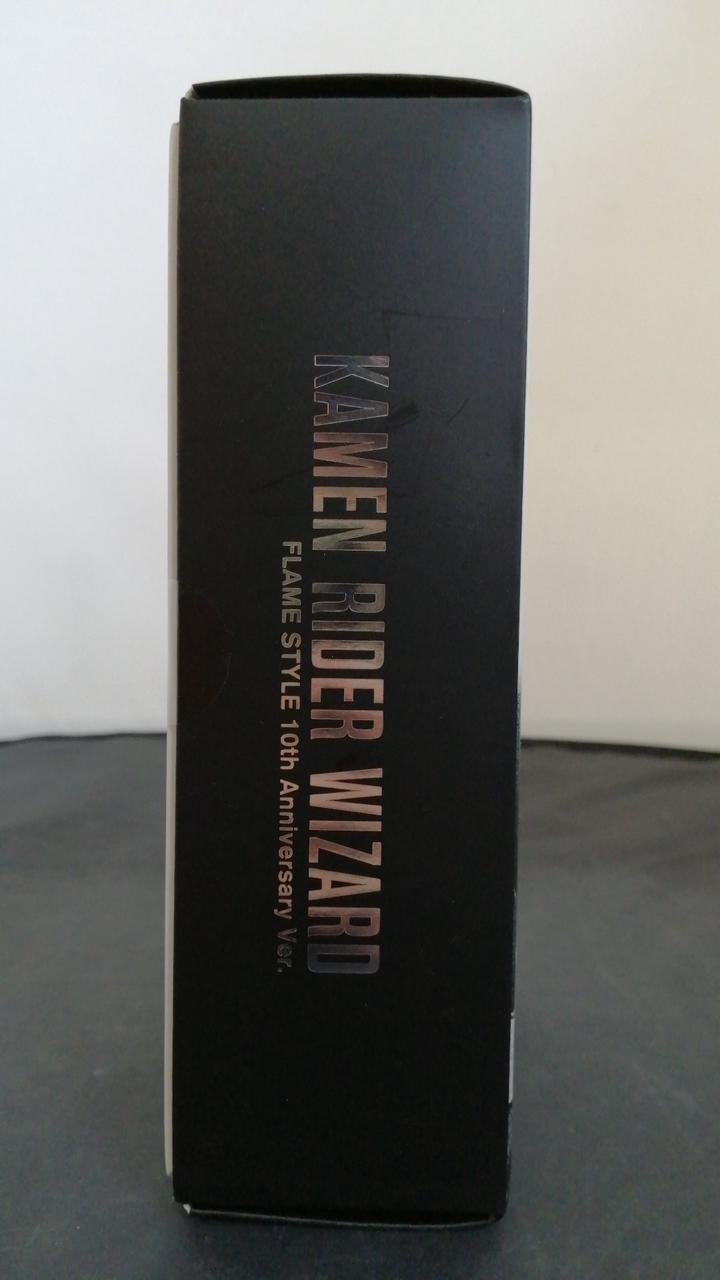 KAMEN RIDER WIZARD
FLAME STYLE 10th Anniversary Ver.